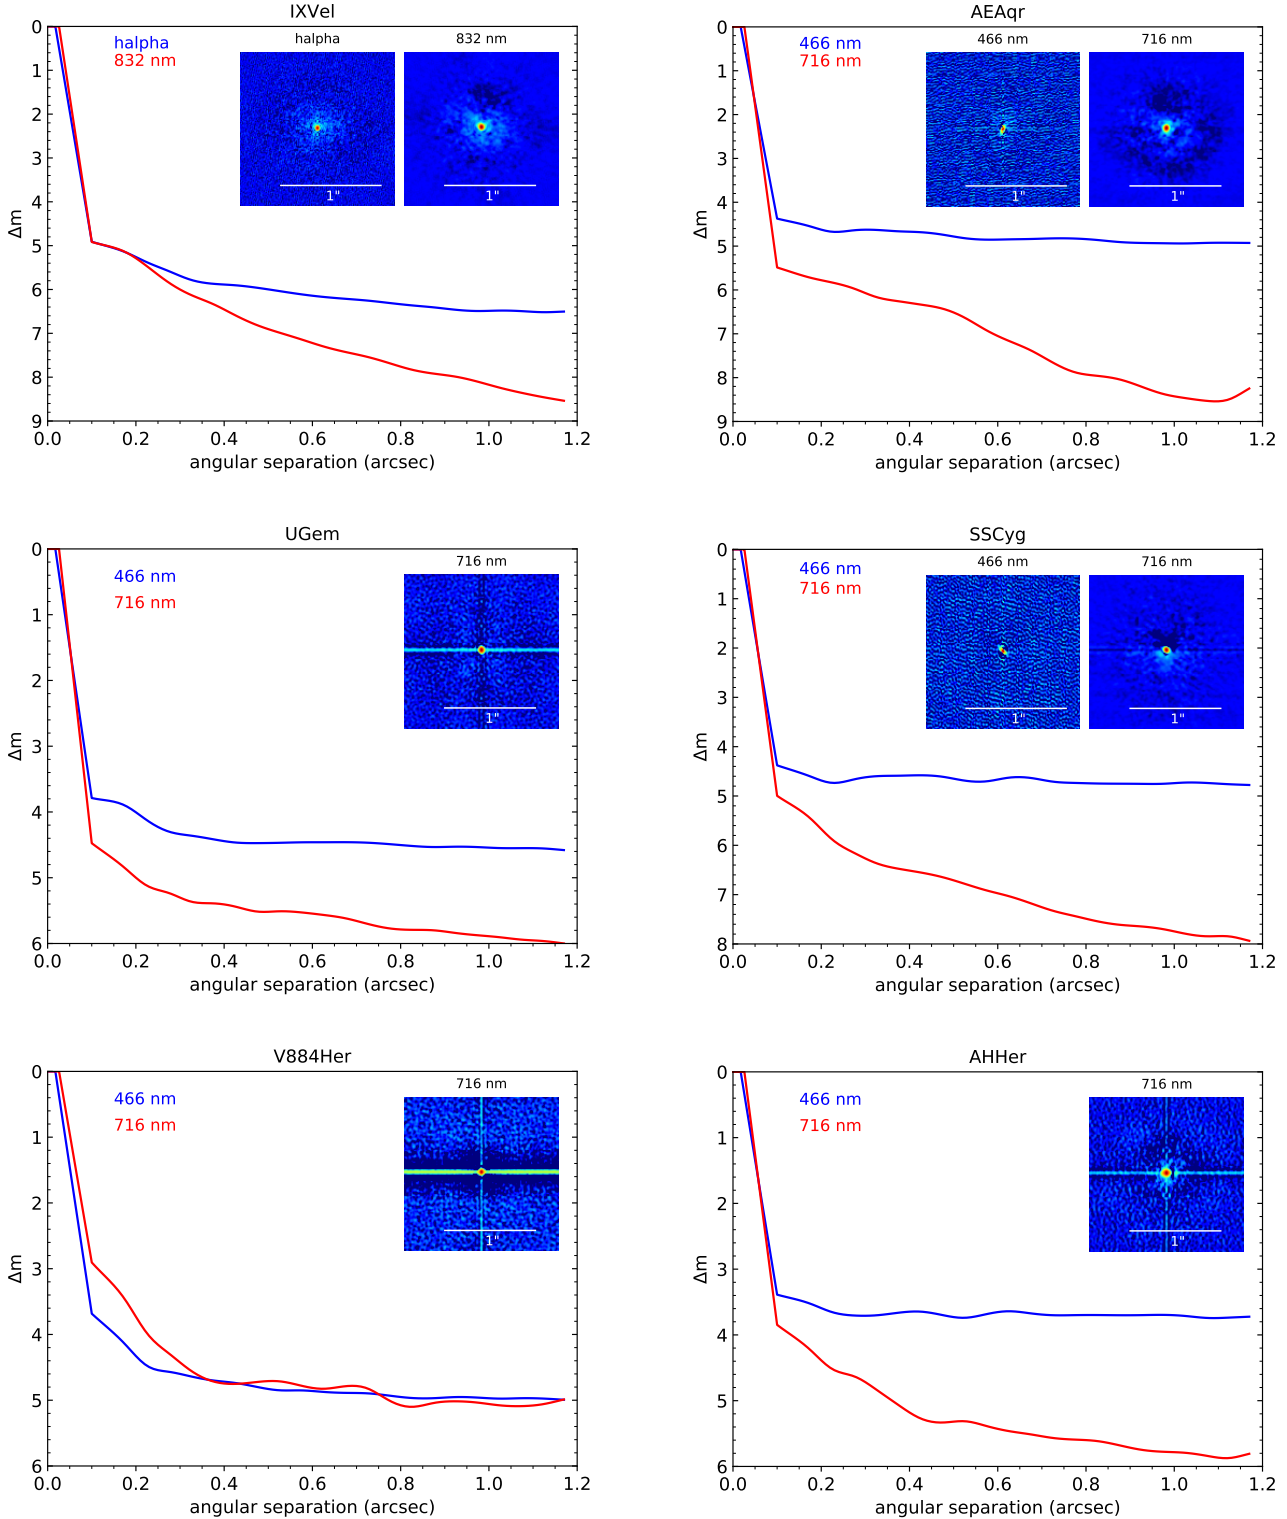 IXVel
halpha
832 nm
halpha
832 nm
1"
1"
0
1
2
3
4
5
6
7
8
9
Δm
0.0 0.2 0.4 0.6 0.8 1.0 1.2
angular separation (arcsec)
AEAqr
466 nm
716 nm
466 nm
716 nm
1"
1"
0
1
2
3
4
5
6
7
8
9
Δm
0.0 0.2 0.4 0.6 0.8 1.0 1.2
angular separation (arcsec)
UGem
466 nm
716 nm
716 nm
1"
0
1
2
3
4
5
6
Δm
0.0 0.2 0.4 0.6 0.8 1.0 1.2
angular separation (arcsec)
SSCyg
466 nm
716 nm
466 nm
716 nm
1"
1"
0
1
2
3
4
5
6
7
8
Δm
0.0 0.2 0.4 0.6 0.8 1.0 1.2
angular separation (arcsec)
V884Her
466 nm
716 nm
716 nm
1"
0
1
2
3
4
5
6
Δm
0.0 0.2 0.4 0.6 0.8 1.0 1.2
angular separation (arcsec)
AHHer
466 nm
716 nm
716 nm
1"
0
1
2
3
4
5
6
Δm
0.0 0.2 0.4 0.6 0.8 1.0 1.2
angular separation (arcsec)